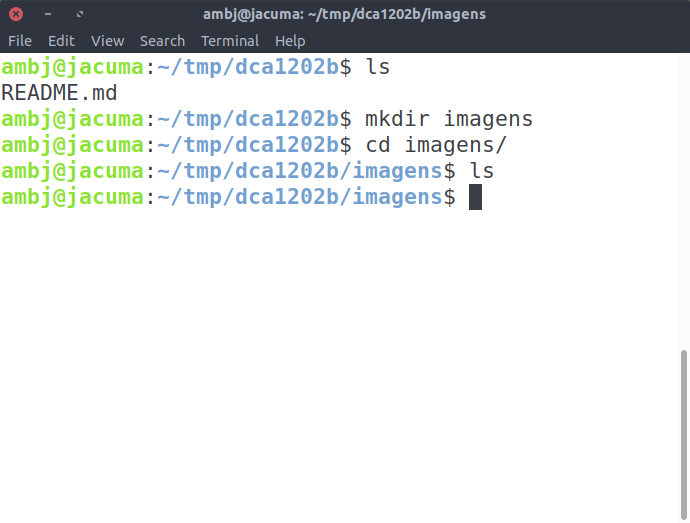 ambj@jacuma: ~/tmp/dca1202b/imagens
File Edit View Search Terminal Help
ambj@jacuma:~/tmp/dca1202b$ ls
README.md
ambj@jacuma:~/tmp/dca1202b$ mkdir imagens
ambj@jacuma:~/tmp/dca1202b$ cd imagens/
ambj@jacuma:~/tmp/dca1202b/imagens$ ls
ambj@jacuma:~/tmp/dca1202b/imagens$